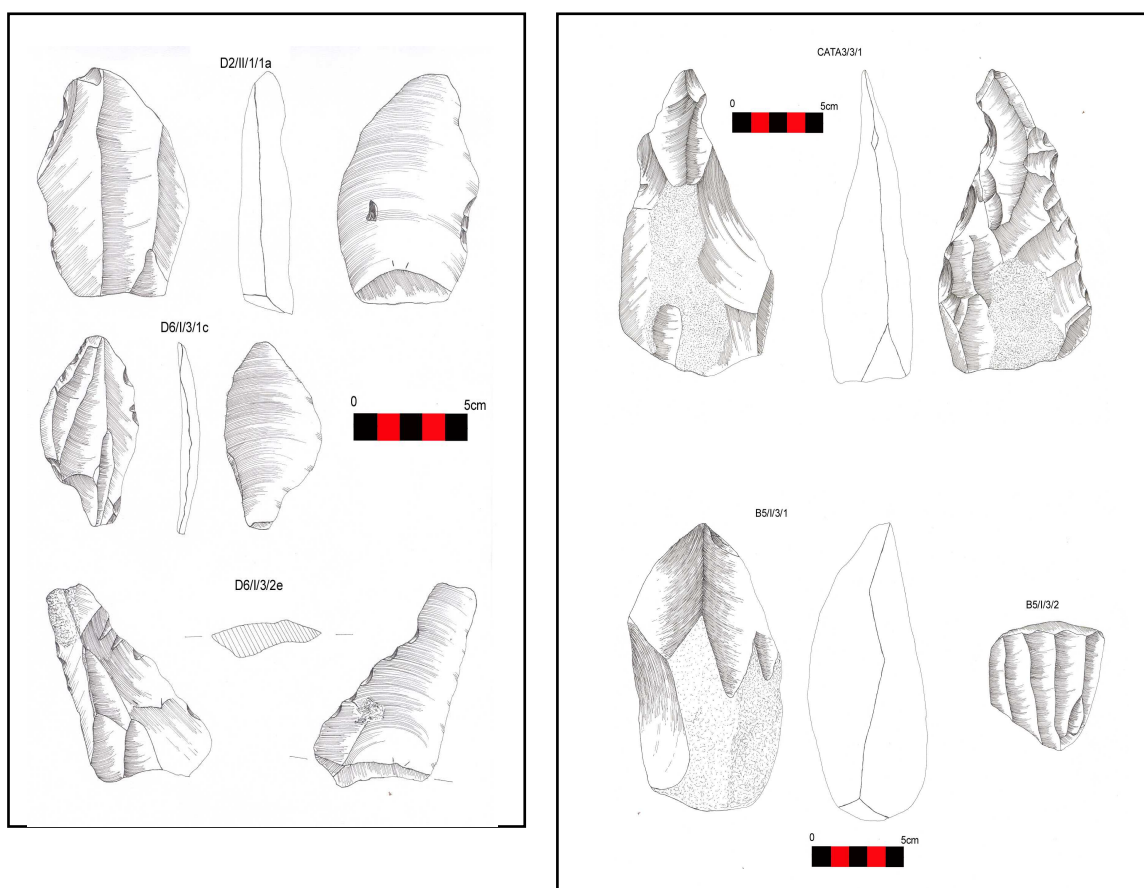 D2/II/1/1a
D6/I/3/1c
0 5cm
D6/I/3/2e
CATA3/3/1
0 5cm
B5/I/3/1
B5/I/3/2
0 5cm